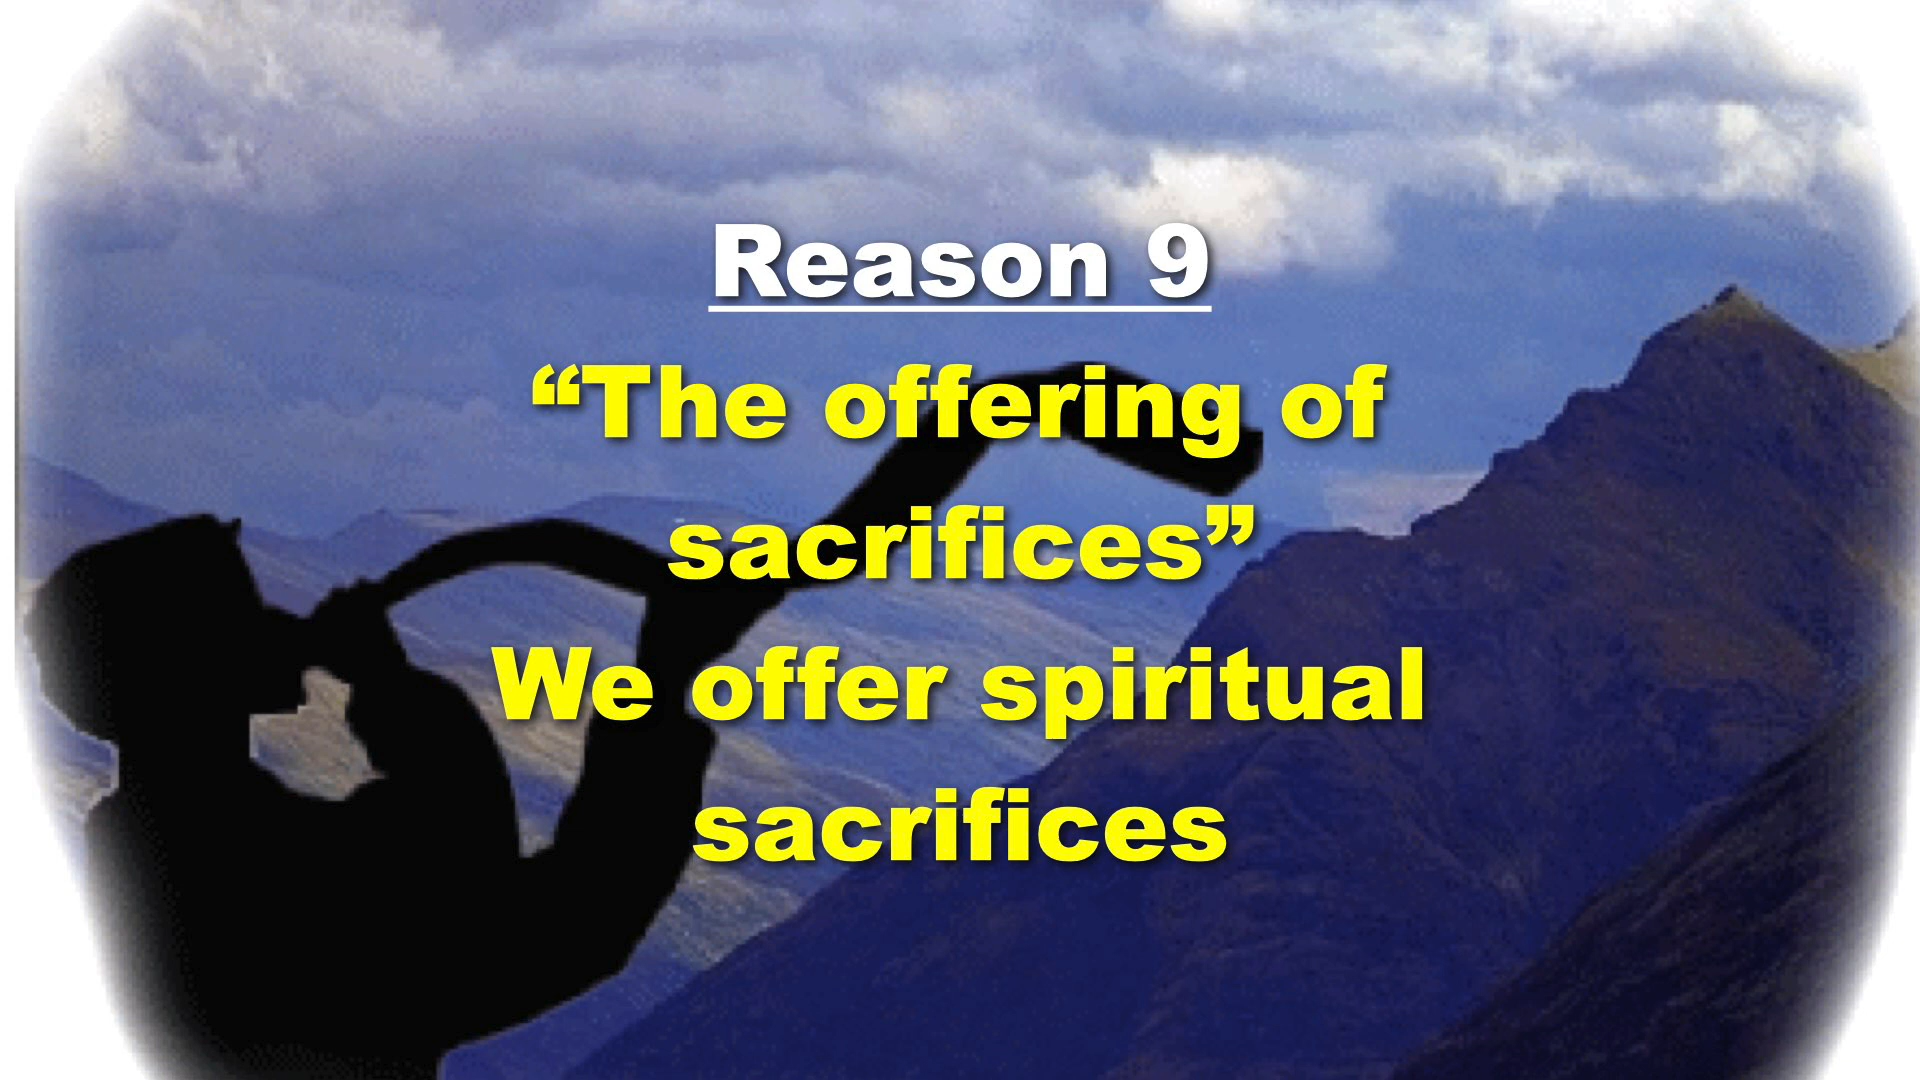 Reason 9
“The offering of
sacrifices”
We offer spiritual
sacrifices